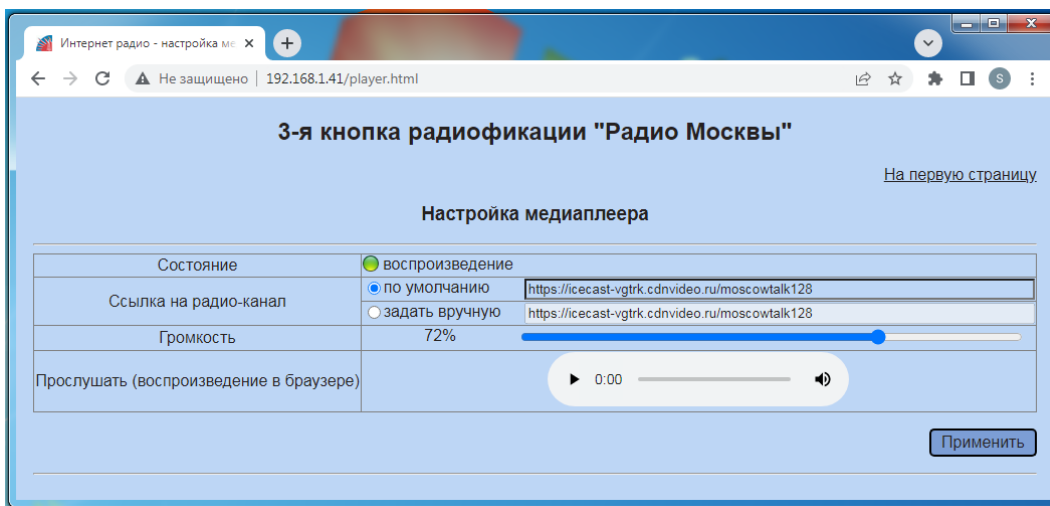 Интернет радио - настройка ме
Не защищено | 192.168.1.41/player.html
S
3-я кнопка радиофикации "Радио Москвы"
На первую страницу
Настройка медиаплеера
Состояние воспроизведение
Ссылка на радио-канал
по умолчанию https://icecast-vgtrk.cdnvideo.ru/moscowtalk128
задать вручную https://icecast-vgtrk.cdnvideo.ru/moscowtalk128
Громкость 72%
Прослушать (воспроизведение в браузере) 0:00
Применить